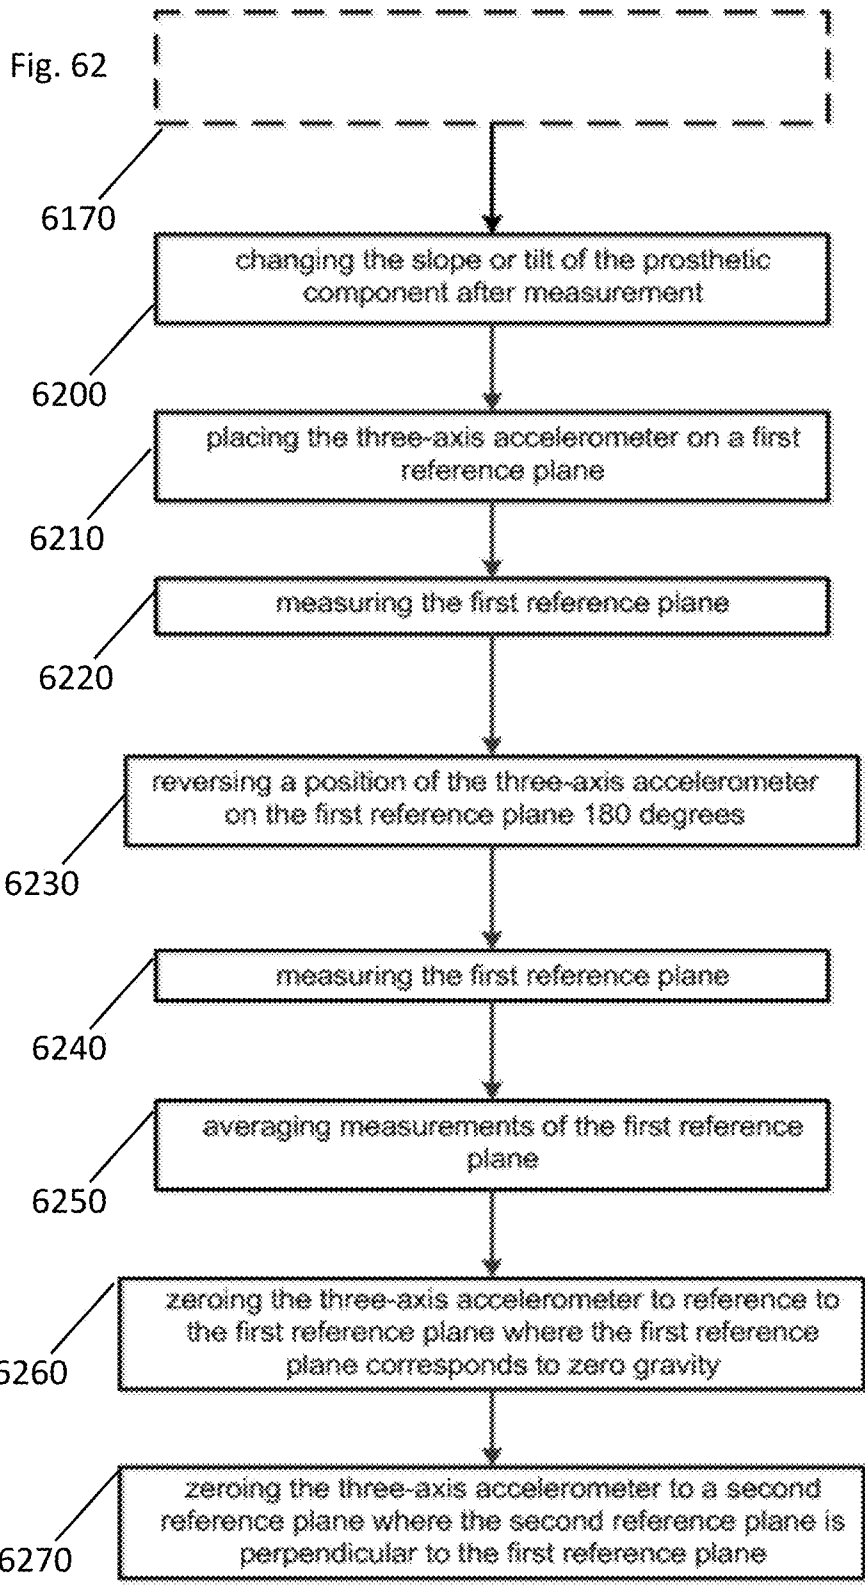 Fig. 62
6170
changing the slope or tilt of the prosthetic
component after measurement
6200
placing the three-axis accelerometer on a first
reference plane
6210
measuring the first reference plane
6220
reversing a position of the three-axis accelerometer
on the first reference plane 180 degrees
6230
measuring the first reference plane
6240
averaging measurements of the first reference
plane
6250
zeroing the three-axis accelerometer to reference to
the first reference plane where the first reference
plane corresponds to zero gravity
6260
zeroing the three-axis accelerometer to a second
reference plane where the second reference plane is
perpendicular to the first reference plane
6270